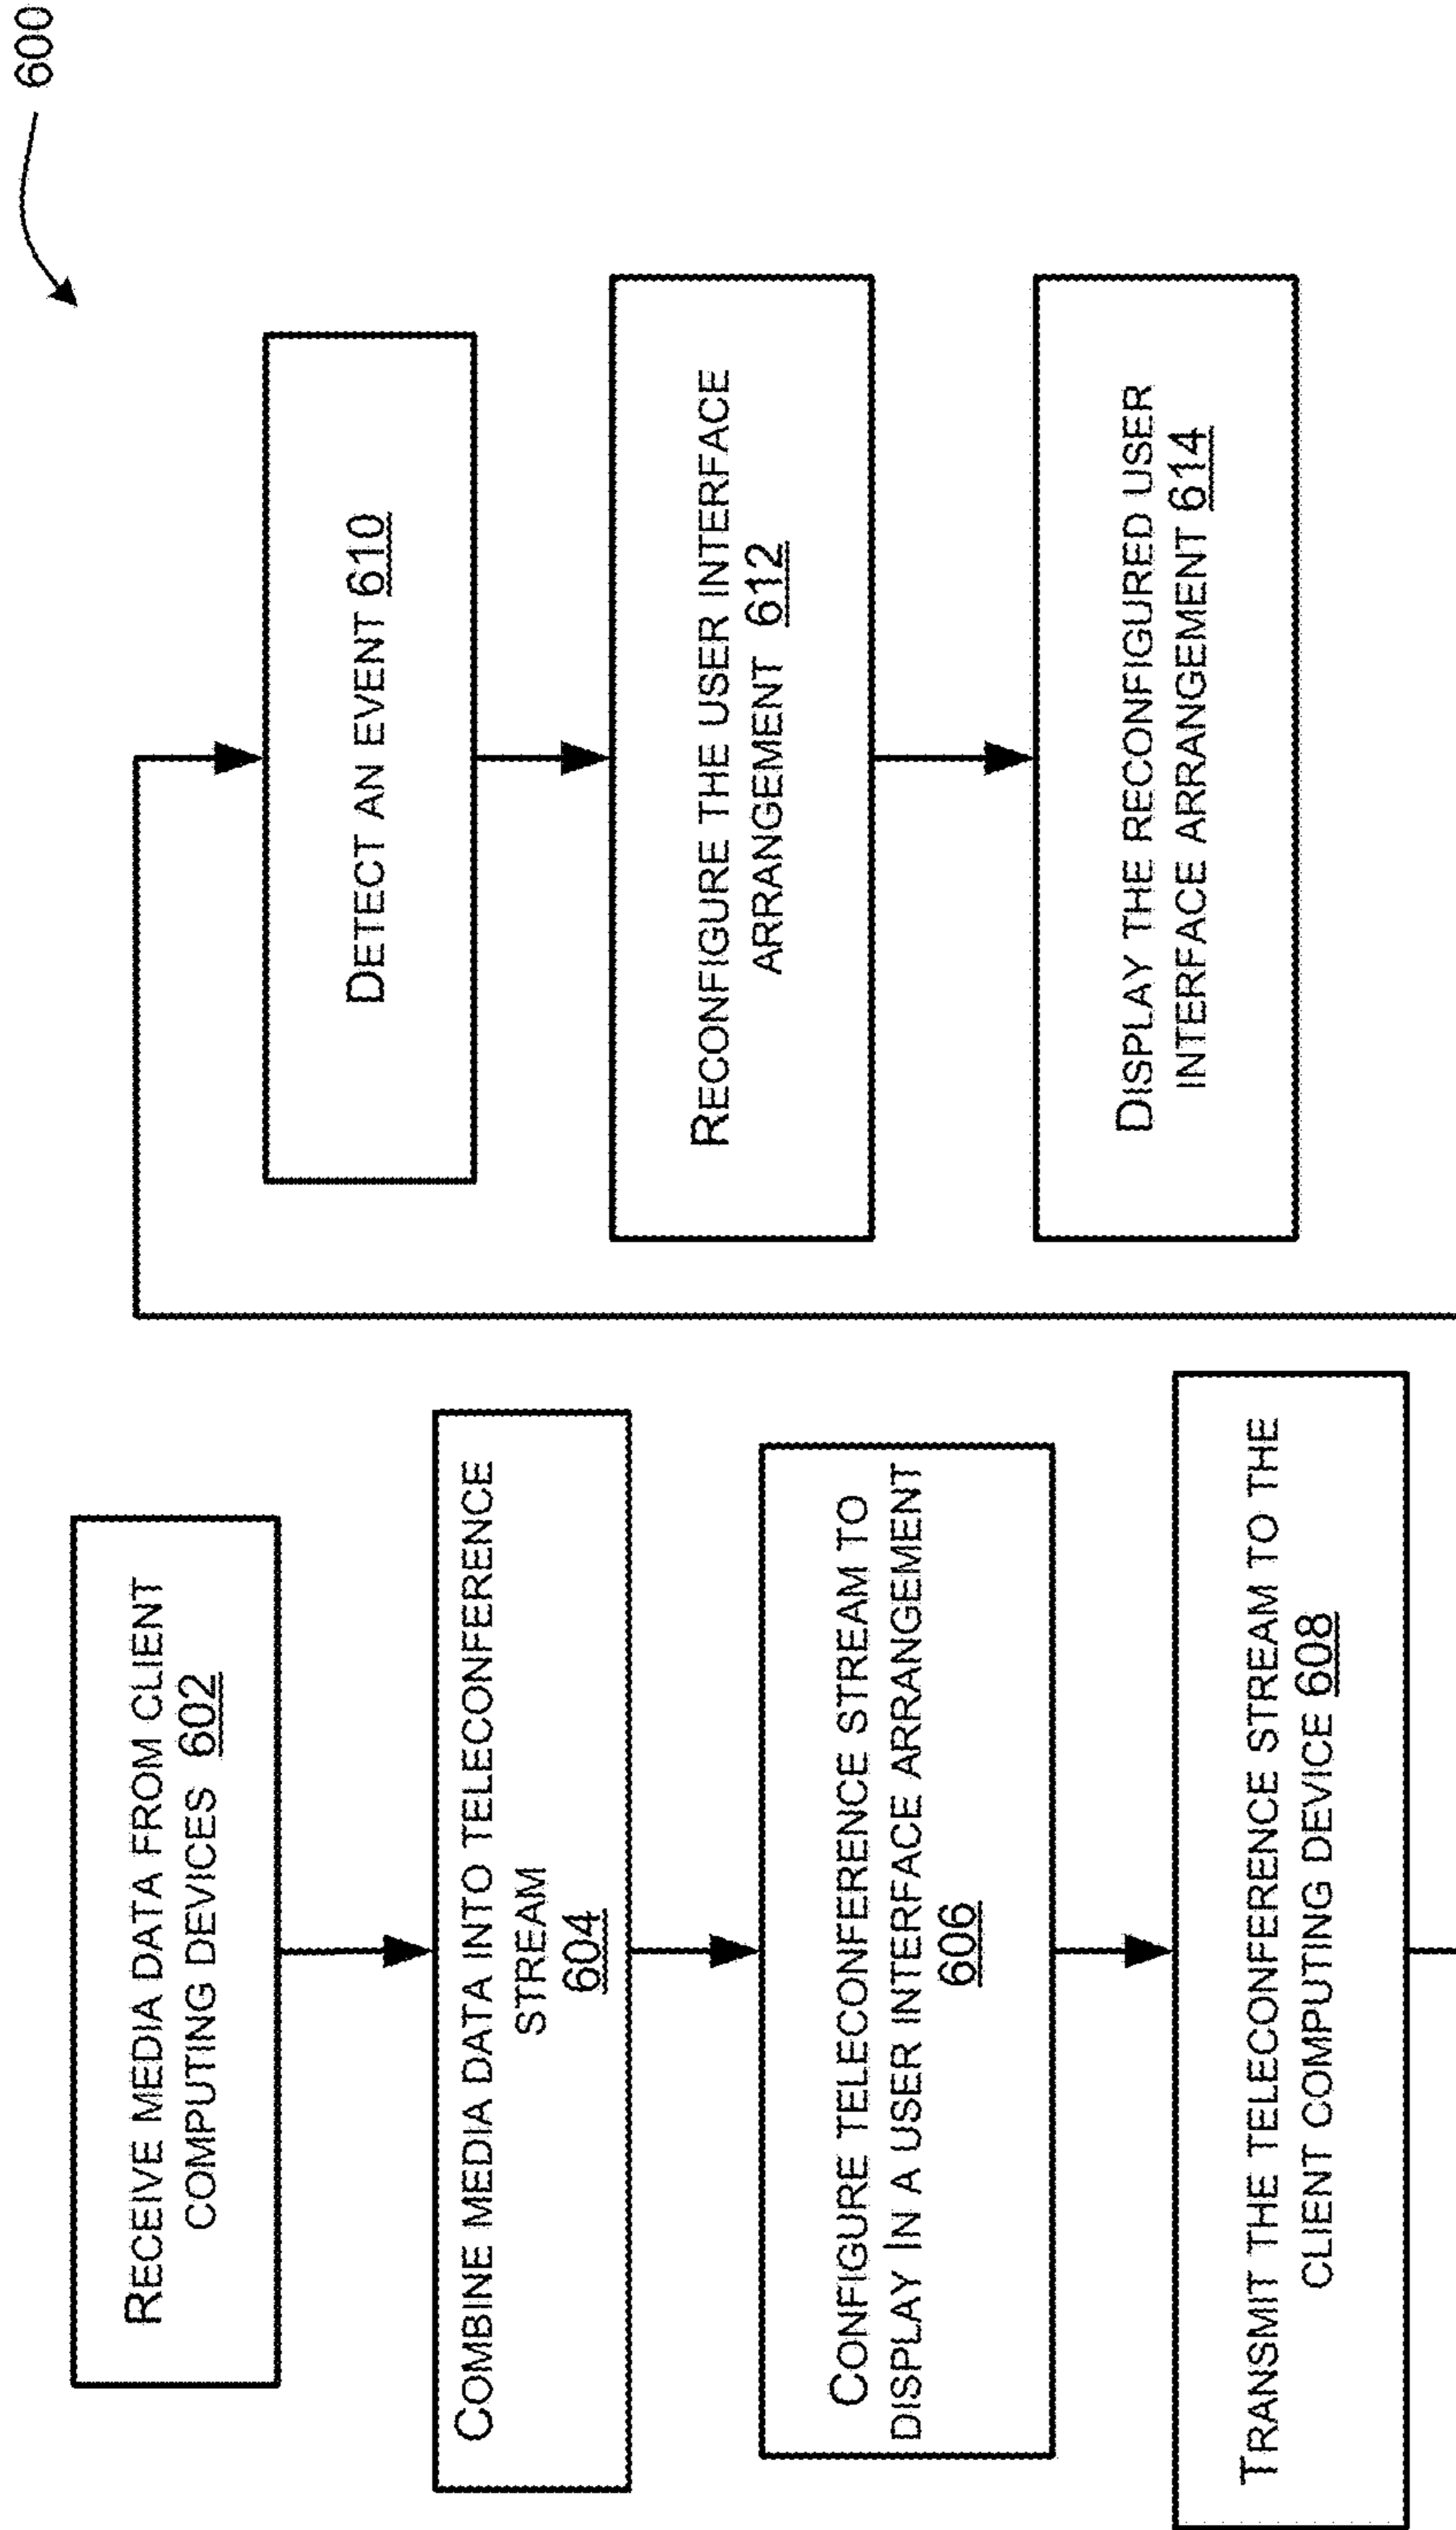 600
RECEIVE MEDIA DATA FROM CLIENT
COMPUTING DEVICES 602
COMBINE MEDIA DATA INTO TELECONFERENCE
STREAM
604
CONFIGURE TELECONFERENCE STREAM TO
DISPLAY IN A USER INTERFACE ARRANGEMENT
606
TRANSMIT THE TELECONFERENCE STREAM TO THE
CLIENT COMPUTING DEVICE 608
DETECT AN EVENT 610
RECONFIGURE THE USER INTERFACE
ARRANGEMENT 612
DISPLAY THE RECONFIGURED USER
INTERFACE ARRANGEMENT 614